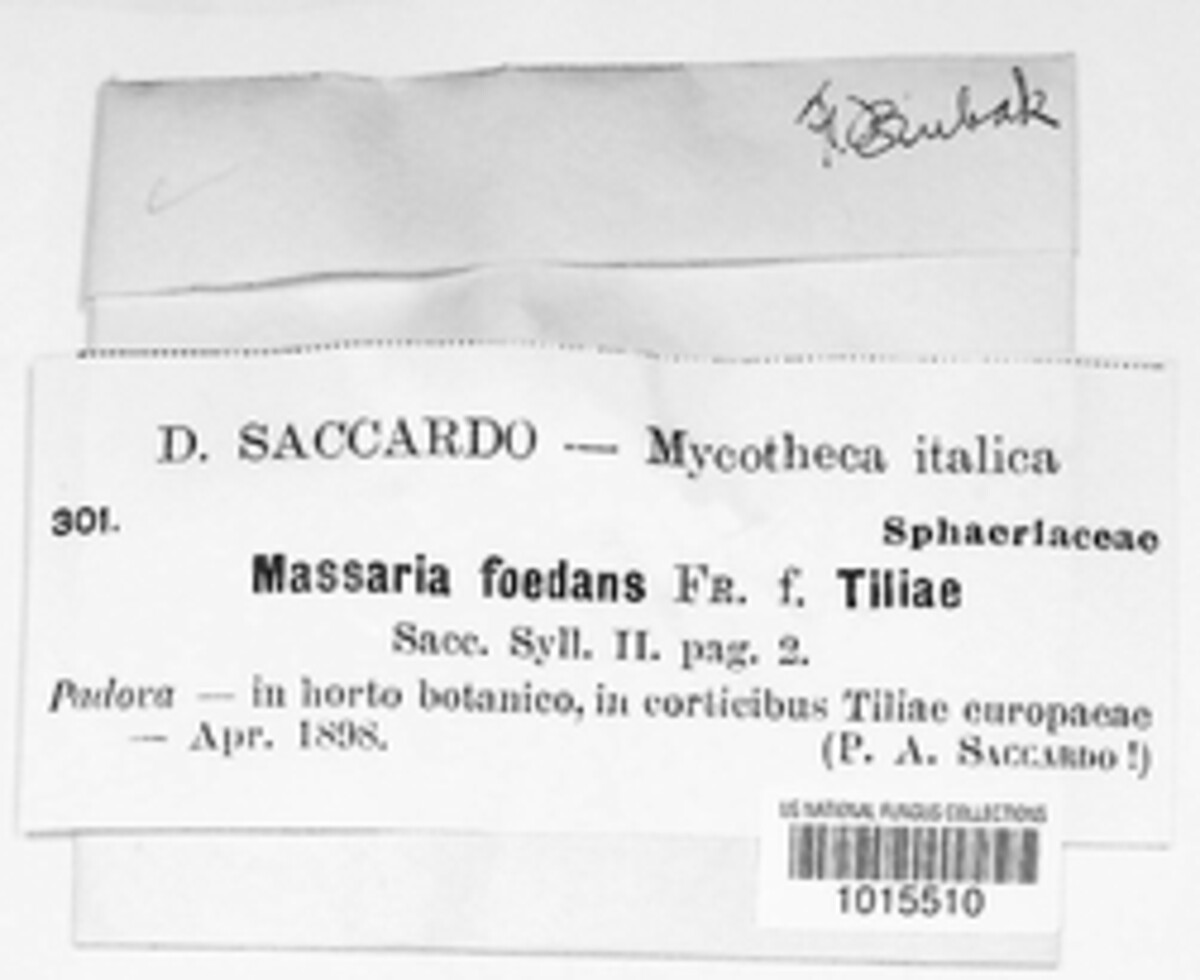 F. Bubak
D. SACCARDO — Mycotheca italica
301.
Sphaeriaceae
Massaria foedans FR. f. Tiliae
Sacc. Syll. II. pag. 2.
Padova — in horto botanico, in corticibus Tiliae europaeae
— Apr. 1898.
(P. A. SACCARDO !)
US NATIONAL FUNGUS COLLECTIONS
1015510